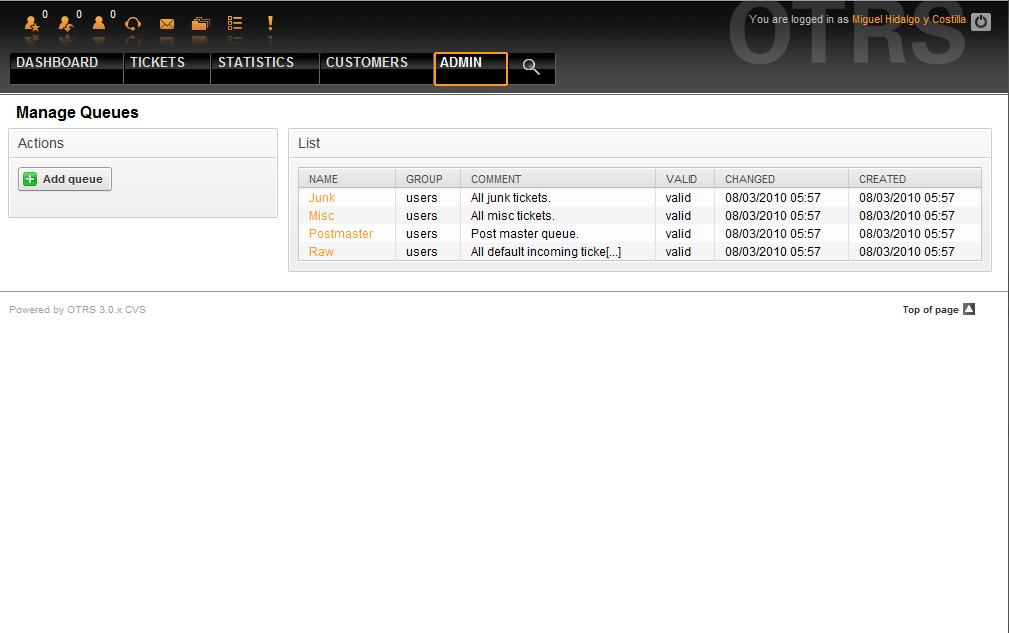 0 0 0
You are logged in as Miguel Hidalgo y Costilla
OTRS
DASHBOARD TICKETS STATISTICS CUSTOMERS ADMIN
Manage Queues
Actions
Add queue
List
NAME GROUP COMMENT VALID CHANGED CREATED
Junk users All junk tickets. valid 08/03/2010 05:57 08/03/2010 05:57
Misc users All misc tickets. valid 08/03/2010 05:57 08/03/2010 05:57
Postmaster users Post master queue. valid 08/03/2010 05:57 08/03/2010 05:57
Raw users All default incoming ticke[...] valid 08/03/2010 05:57 08/03/2010 05:57
Powered by OTRS 3.0.x CVS
Top of page